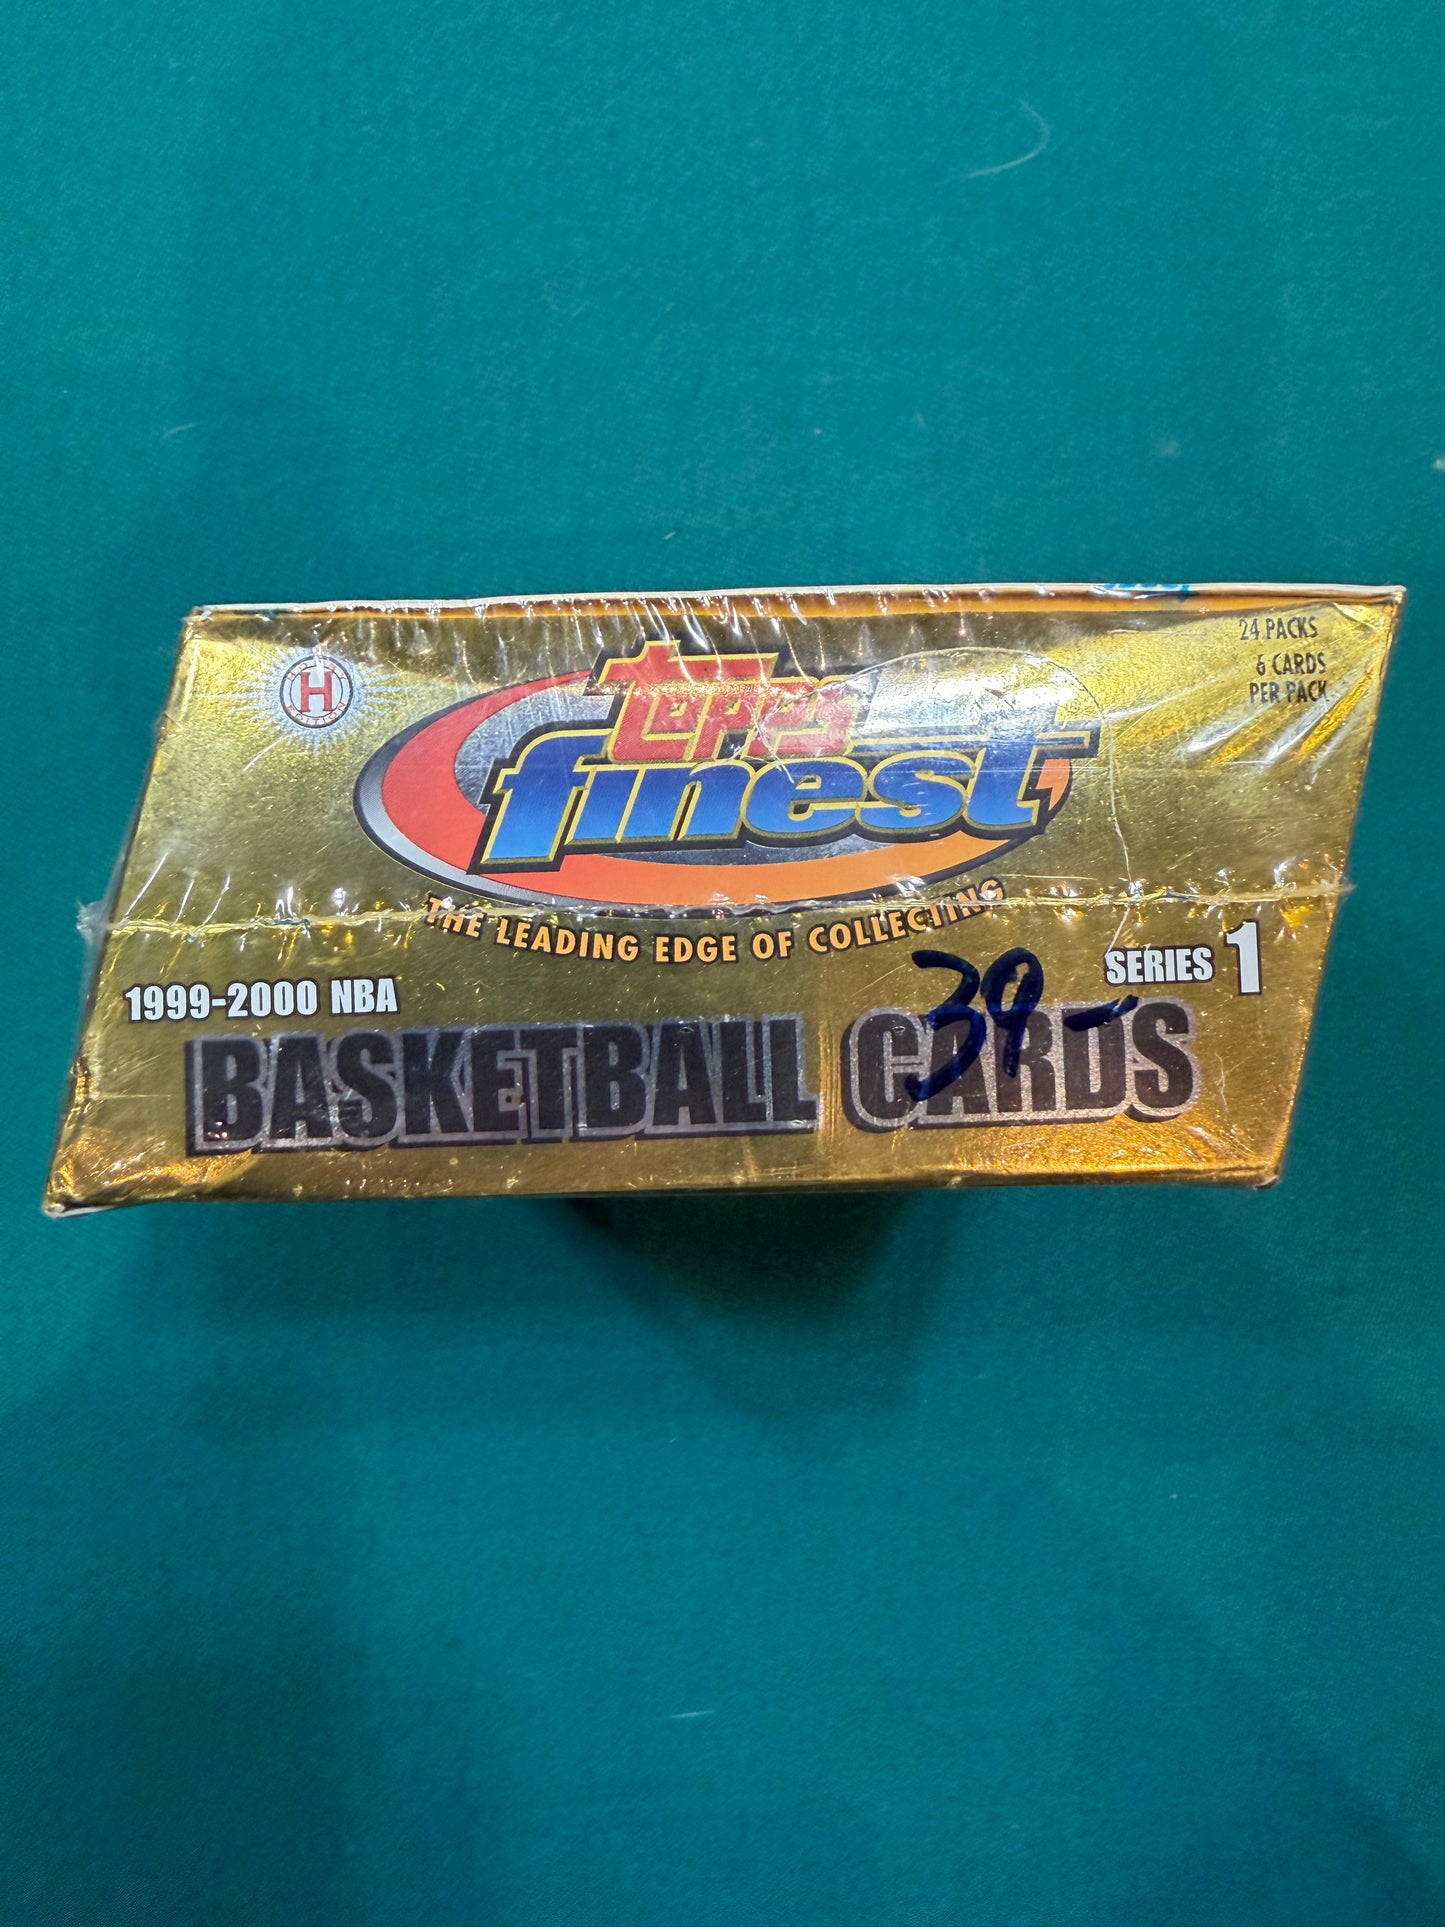 24 PACKS
6 CARDS
PER PACK
H
EDITION
Topps
finest
THE LEADING EDGE OF COLLECTING
1999-2000 NBA
SERIES 1
BASKETBALL CARDS
39-